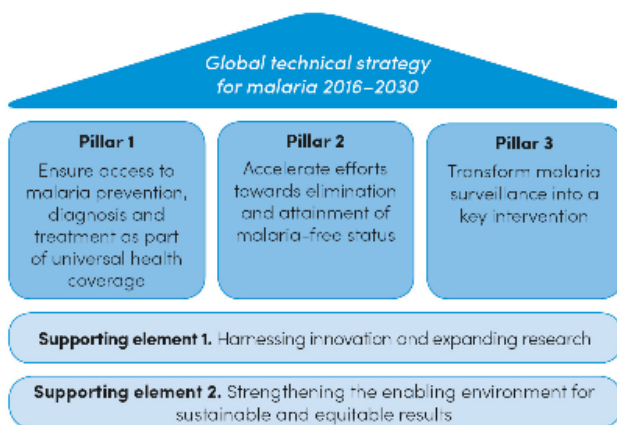 Global technical strategy
for malaria 2016–2030
Pillar 1
Ensure access to
malaria prevention,
diagnosis and
treatment as part
of universal health
coverage
Pillar 2
Accelerate efforts
towards elimination
and attainment of
malaria-free status
Pillar 3
Transform malaria
surveillance into a
key intervention
Supporting element 1. Harnessing innovation and expanding research
Supporting element 2. Strengthening the enabling environment for
sustainable and equitable results